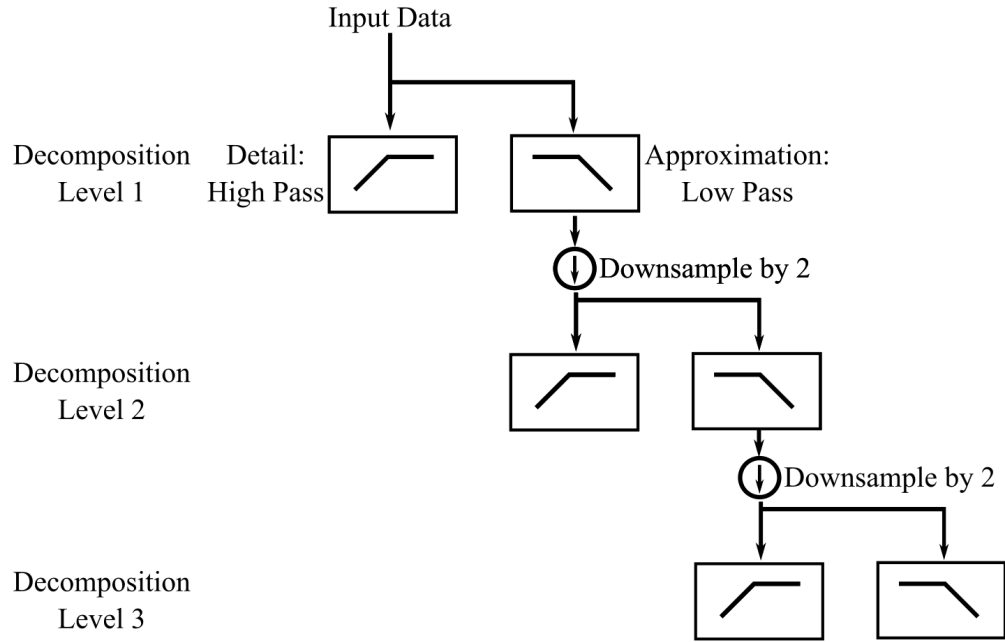 Input Data
Decomposition
Level 1
Detail:
High Pass
Approximation:
Low Pass
Downsample by 2
Decomposition
Level 2
Downsample by 2
Decomposition
Level 3